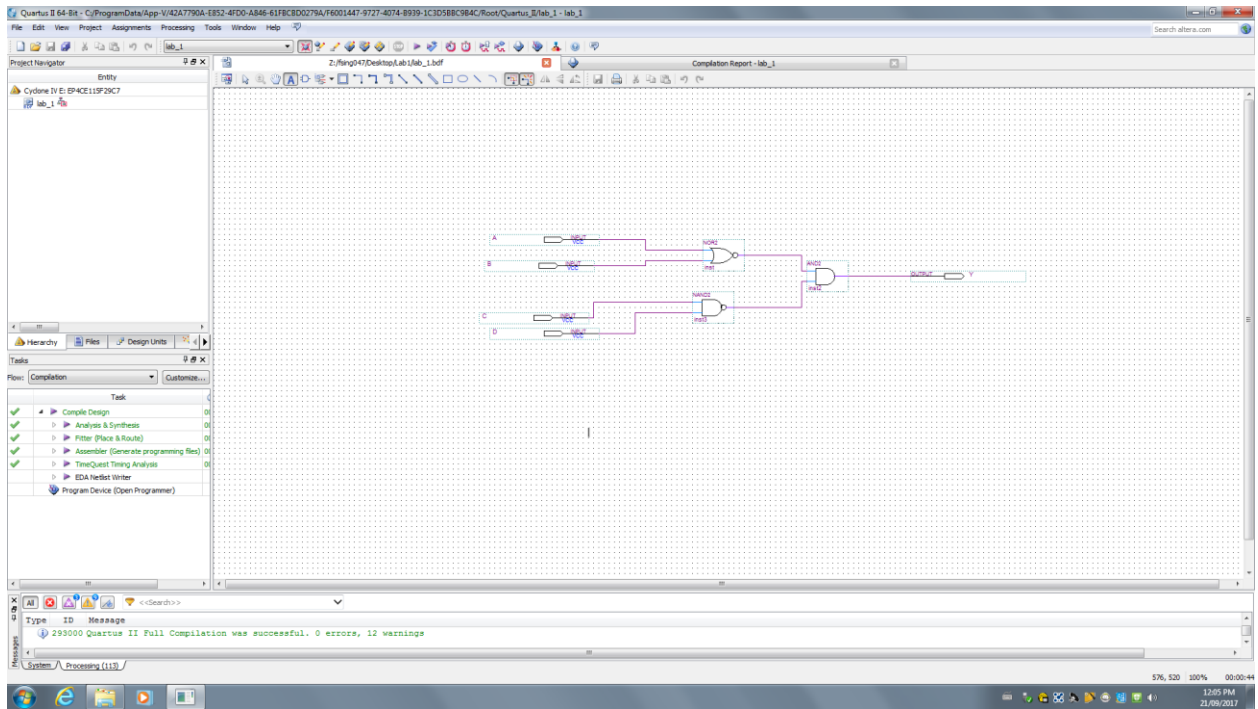 Quartus II 64-Bit - C:/ProgramData/App-V/42A7790A-E852-4FD0-A846-61FBCBD0279A/F6001447-9727-4074-B939-1C3D5BBC9B4C/Root/Quartus_II/lab_1 - lab_1
File Edit View Project Assignments Processing Tools Window Help
Search altera.com
lab_1
Project Navigator
Z:/fsing047/Desktop/Lab1/lab_1.bdf
Compilation Report - lab_1
Entity
Cyclone IV E: EP4CE115F29C7
lab_1
A INPUT VCC
NOR2
inst
B INPUT VCC
AND2
inst2
OUTPUT Y
NAND2
inst3
C INPUT VCC
D INPUT VCC
Hierarchy Files Design Units
Tasks
Flow: Compilation Customize...
Task
Compile Design
Analysis & Synthesis
Fitter (Place & Route)
Assembler (Generate programming files)
TimeQuest Timing Analysis
EDA Netlist Writer
Program Device (Open Programmer)
All <<Search>>
Type ID Message
293000 Quartus II Full Compilation was successful. 0 errors, 12 warnings
Messages
System Processing (113)
576, 520 100% 00:00:44
12:05 PM
21/09/2017